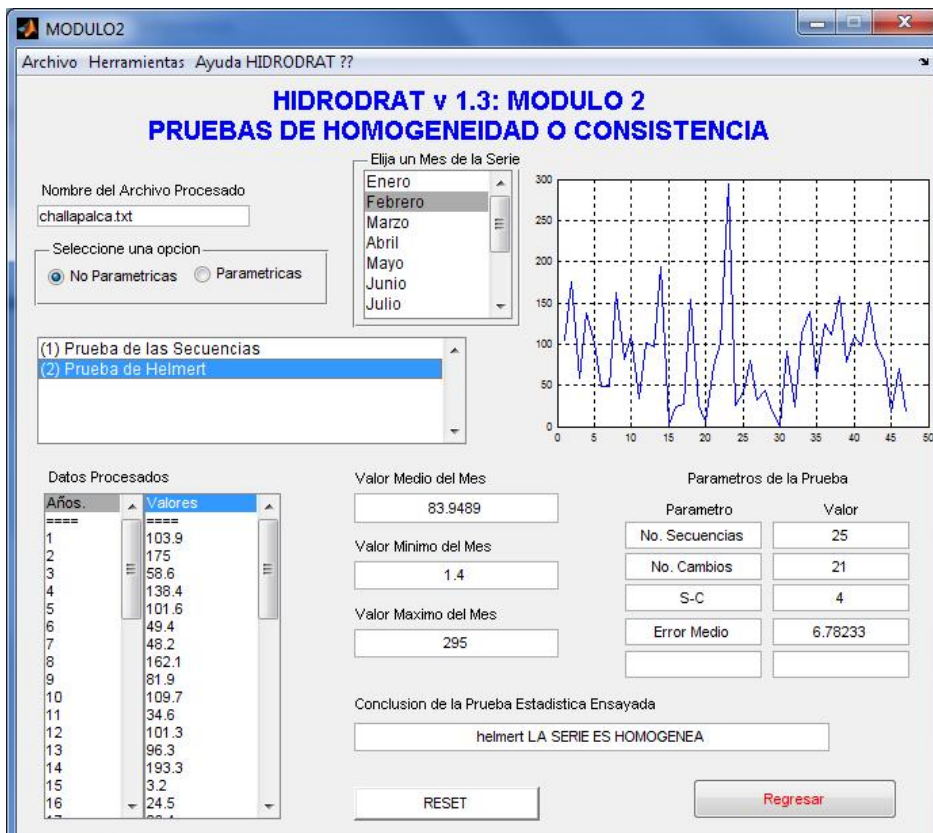 MODULO2
Archivo Herramientas Ayuda HIDRODRAT ??
HIDRODRAT v 1.3: MODULO 2
PRUEBAS DE HOMOGENEIDAD O CONSISTENCIA
Nombre del Archivo Procesado
challapalca.txt
Seleccione una opcion
No Parametricas Parametricas
Elija un Mes de la Serie
Enero
Febrero
Marzo
Abril
Mayo
Junio
Julio
300
250
200
150
100
50
0
0 5 10 15 20 25 30 35 40 45 50
(1) Prueba de las Secuencias
(2) Prueba de Helmert
Datos Procesados
Años. Valores
==== ====
1 103.9
2 175
3 58.6
4 138.4
5 101.6
6 49.4
7 48.2
8 162.1
9 81.9
10 109.7
11 34.6
12 101.3
13 96.3
14 193.3
15 3.2
16 24.5
Valor Medio del Mes
83.9489
Valor Minimo del Mes
1.4
Valor Maximo del Mes
295
Parametros de la Prueba
Parametro Valor
No. Secuencias 25
No. Cambios 21
S-C 4
Error Medio 6.78233
Conclusion de la Prueba Estadistica Ensayada
helmert LA SERIE ES HOMOGENEA
RESET
Regresar